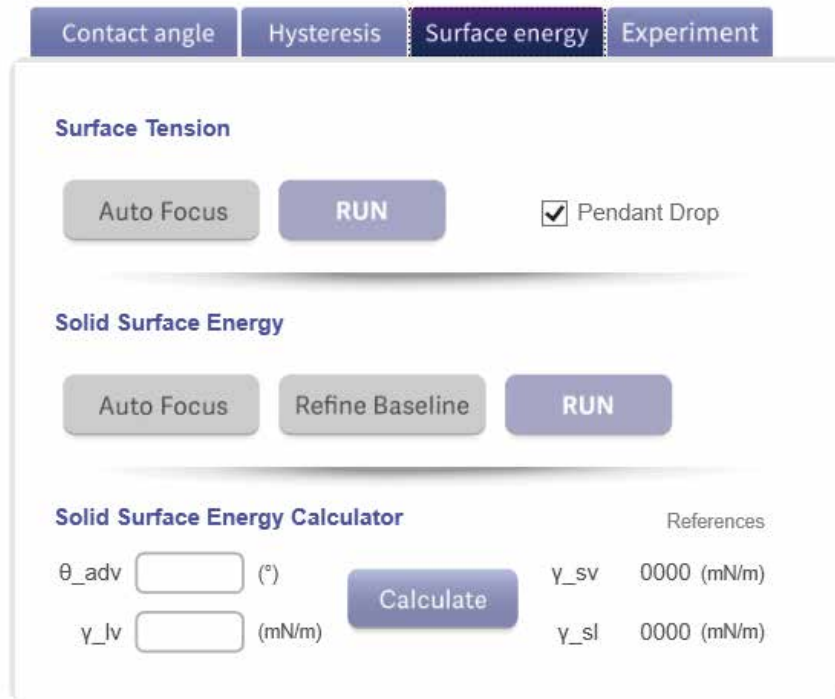 Contact angle Hysteresis Surface energy Experiment
Surface Tension
Auto Focus RUN Pendant Drop
Solid Surface Energy
Auto Focus Refine Baseline RUN
Solid Surface Energy Calculator References
θ_adv (°) Calculate γ_sv 0000 (mN/m)
γ_lv (mN/m) γ_sl 0000 (mN/m)